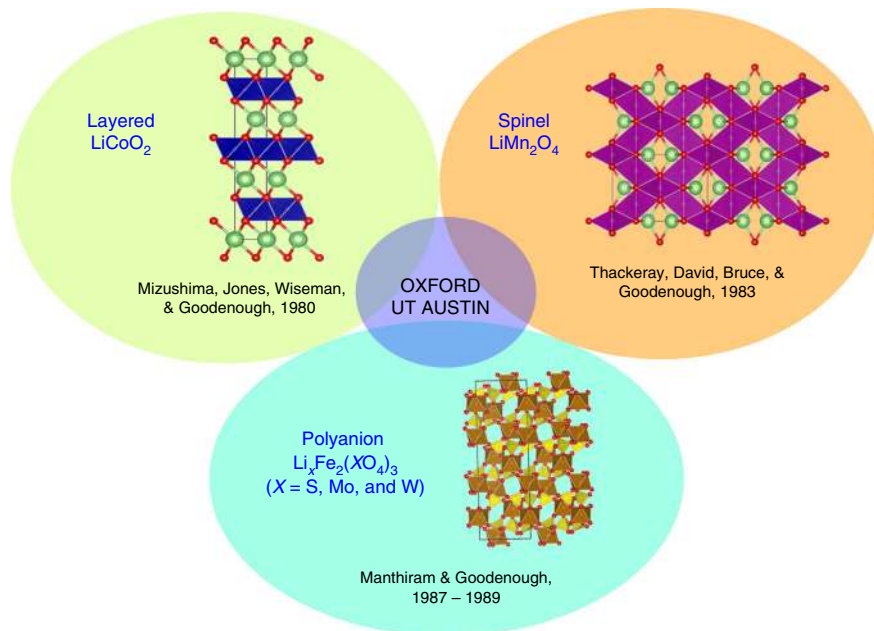 Layered
LiCoO₂
Mizushima, Jones, Wiseman,
& Goodenough, 1980
Spinel
LiMn₂O₄
Thackeray, David, Bruce, &
Goodenough, 1983
OXFORD
UT AUSTIN
Polyanion
LiₓFe₂(XO₄)₃
(X = S, Mo, and W)
Manthiram & Goodenough,
1987 – 1989